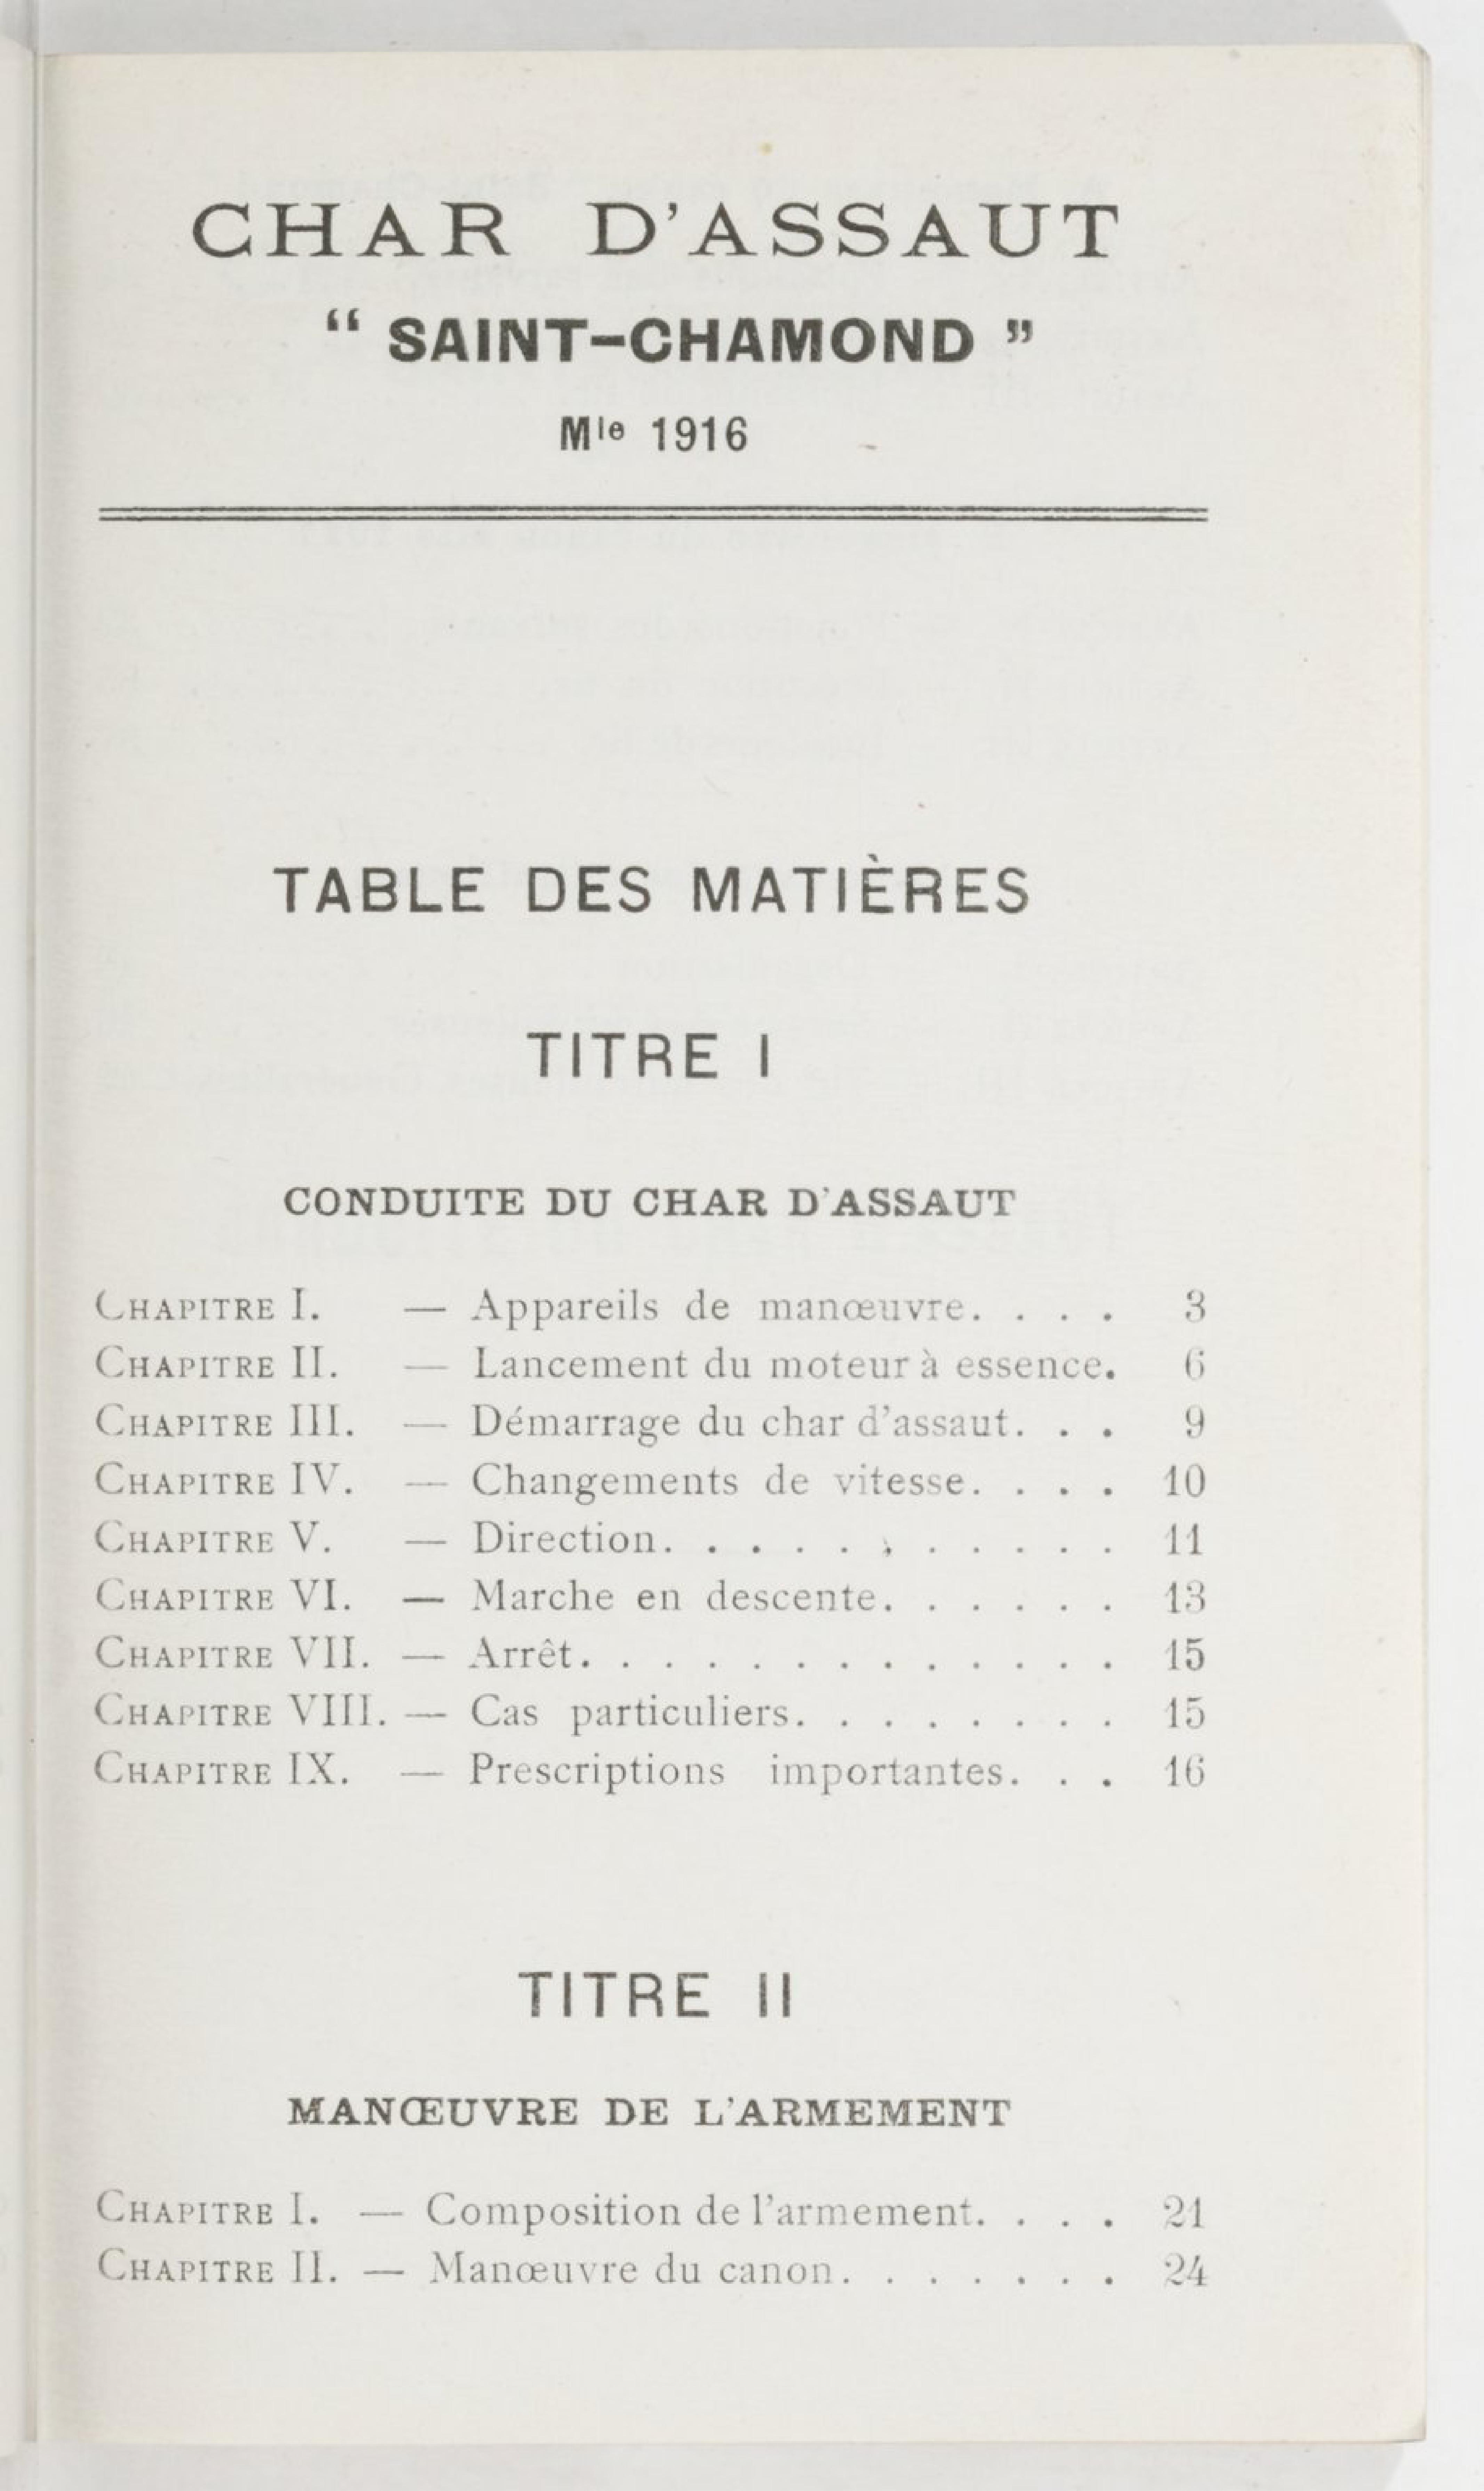 CHAR D'ASSAUT
“ SAINT-CHAMOND ”
Mle 1916
TABLE DES MATIÈRES
TITRE I
CONDUITE DU CHAR D'ASSAUT
CHAPITRE I. — Appareils de manœuvre. . . . 3
CHAPITRE II. — Lancement du moteur à essence. 6
CHAPITRE III. — Démarrage du char d'assaut. . . 9
CHAPITRE IV. — Changements de vitesse. . . . 10
CHAPITRE V. — Direction. . . . . . . . . . . 11
CHAPITRE VI. — Marche en descente. . . . . . 13
CHAPITRE VII. — Arrêt. . . . . . . . . . . . . 15
CHAPITRE VIII. — Cas particuliers. . . . . . . . 15
CHAPITRE IX. — Prescriptions importantes. . . 16
TITRE II
MANŒUVRE DE L'ARMEMENT
CHAPITRE I. — Composition de l'armement. . . . 21
CHAPITRE II. — Manœuvre du canon. . . . . . . 24